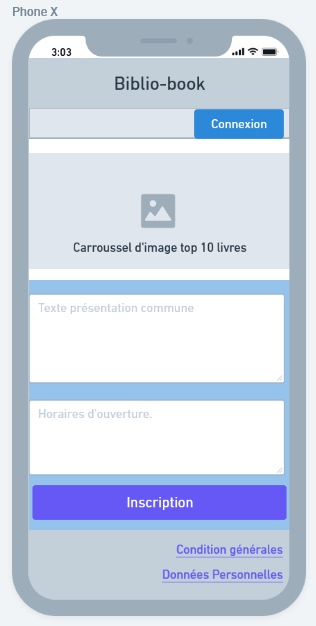 Phone X
3:03
Biblio-book
Connexion
Carroussel d'image top 10 livres
Texte présentation commune
Horaires d'ouverture.
Inscription
Condition générales
Données Personnelles